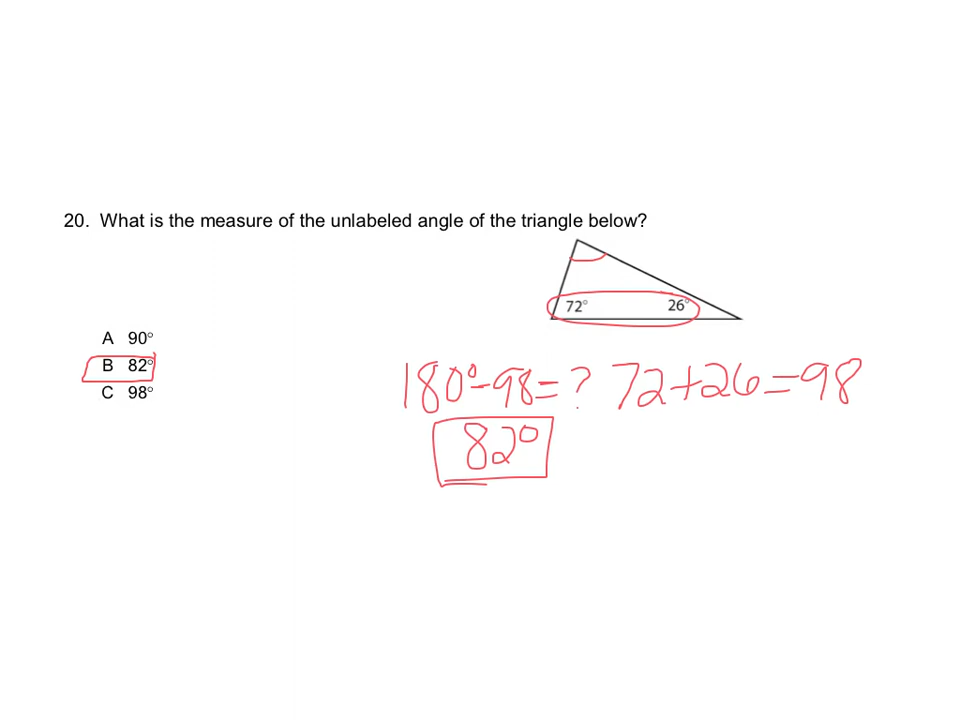 20. What is the measure of the unlabeled angle of the triangle below?
72° 26°
A 90°
B 82°
C 98°
180°-98=? 72+26=98
82°